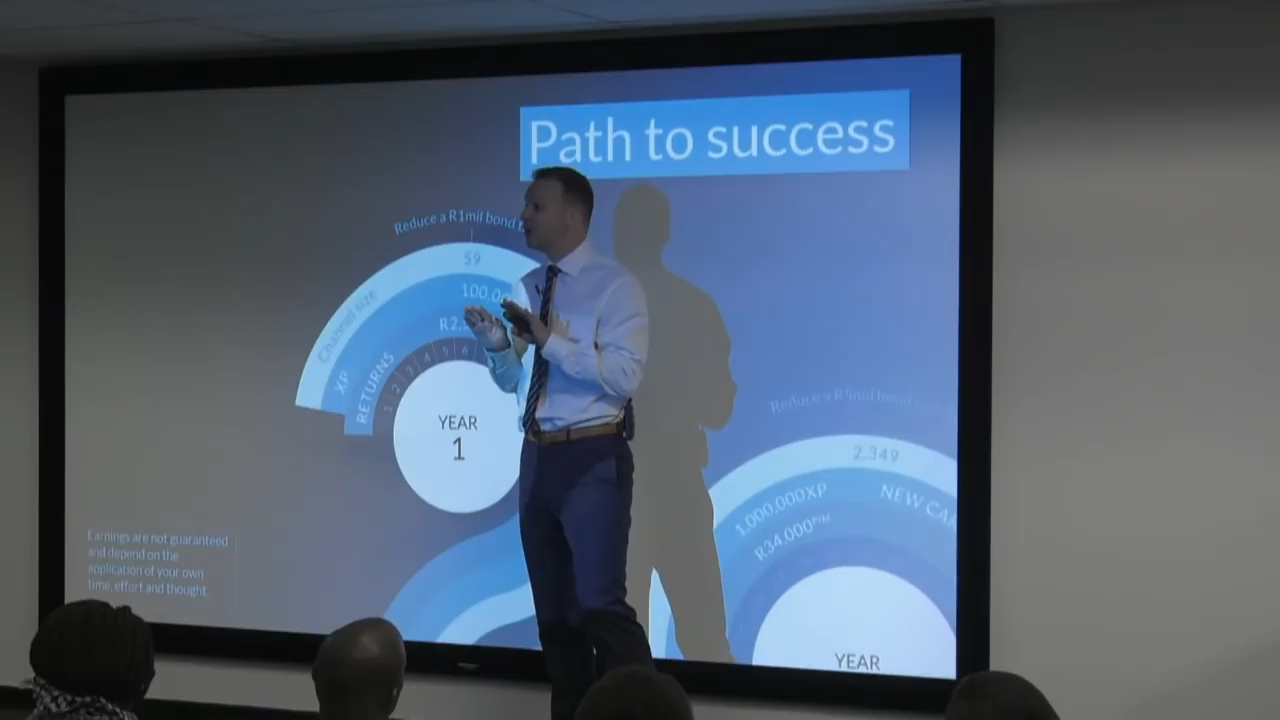 Path to success
Reduce a R1mil bond
59
Channel size
100,00
XP
R2.
RETURNS
1 2 3 4 5 6
YEAR
1
Reduce a R5mil bond
2.349
1,000,000XP
NEW CAR
R34,000P/M
YEAR
Earnings are not guaranteed
and depend on the
application of your own
time, effort and thought.